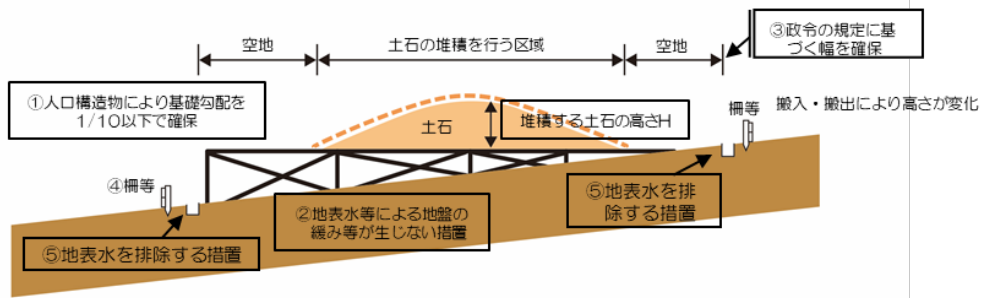 空地
土石の堆積を行う区域
空地
③政令の規定に基
づく幅を確保
①人口構造物により基礎勾配を
1/10以下で確保
土石
堆積する土石の高さH
柵等
搬入・搬出により高さが変化
④柵等
②地表水等による地盤の
緩み等が生じない措置
⑤地表水を排
除する措置
⑤地表水を排除する措置